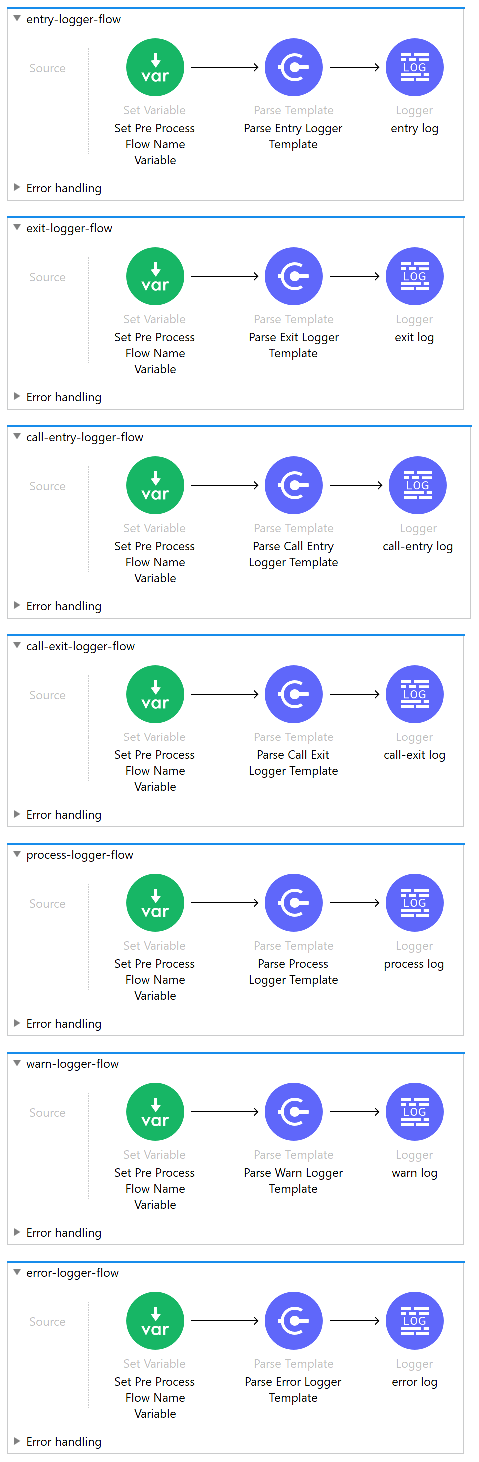 entry-logger-flow
Source
var
LOG
Set Variable
Parse Template
Logger
Set Pre Process
Flow Name
Variable
Parse Entry Logger
Template
entry log
Error handling
exit-logger-flow
Source
var
LOG
Set Variable
Parse Template
Logger
Set Pre Process
Flow Name
Variable
Parse Exit Logger
Template
exit log
Error handling
call-entry-logger-flow
Source
var
LOG
Set Variable
Parse Template
Logger
Set Pre Process
Flow Name
Variable
Parse Call Entry
Logger Template
call-entry log
Error handling
call-exit-logger-flow
Source
var
LOG
Set Variable
Parse Template
Logger
Set Pre Process
Flow Name
Variable
Parse Call Exit
Logger Template
call-exit log
Error handling
process-logger-flow
Source
var
LOG
Set Variable
Parse Template
Logger
Set Pre Process
Flow Name
Variable
Parse Process
Logger Template
process log
Error handling
warn-logger-flow
Source
var
LOG
Set Variable
Parse Template
Logger
Set Pre Process
Flow Name
Variable
Parse Warn Logger
Template
warn log
Error handling
error-logger-flow
Source
var
LOG
Set Variable
Parse Template
Logger
Set Pre Process
Flow Name
Variable
Parse Error Logger
Template
error log
Error handling